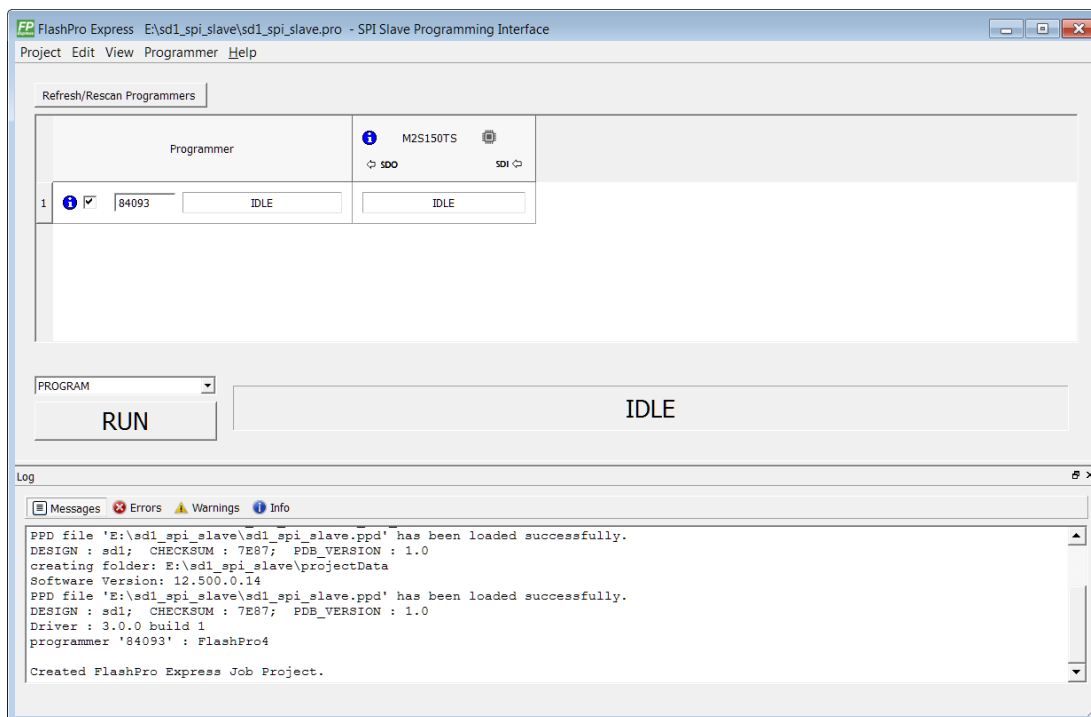 FP FlashPro Express E:\sd1_spi_slave\sd1_spi_slave.pro - SPI Slave Programming Interface
Project Edit View Programmer Help
Refresh/Rescan Programmers
Programmer
M2S150TS
SDO SDI
1 84093 IDLE IDLE
PROGRAM
RUN
IDLE
Log
Messages Errors Warnings Info
PPD file 'E:\sd1_spi_slave\sd1_spi_slave.ppd' has been loaded successfully.
DESIGN : sd1; CHECKSUM : 7E87; PDB_VERSION : 1.0
creating folder: E:\sd1_spi_slave\projectData
Software Version: 12.500.0.14
PPD file 'E:\sd1_spi_slave\sd1_spi_slave.ppd' has been loaded successfully.
DESIGN : sd1; CHECKSUM : 7E87; PDB_VERSION : 1.0
Driver : 3.0.0 build 1
programmer '84093' : FlashPro4
Created FlashPro Express Job Project.